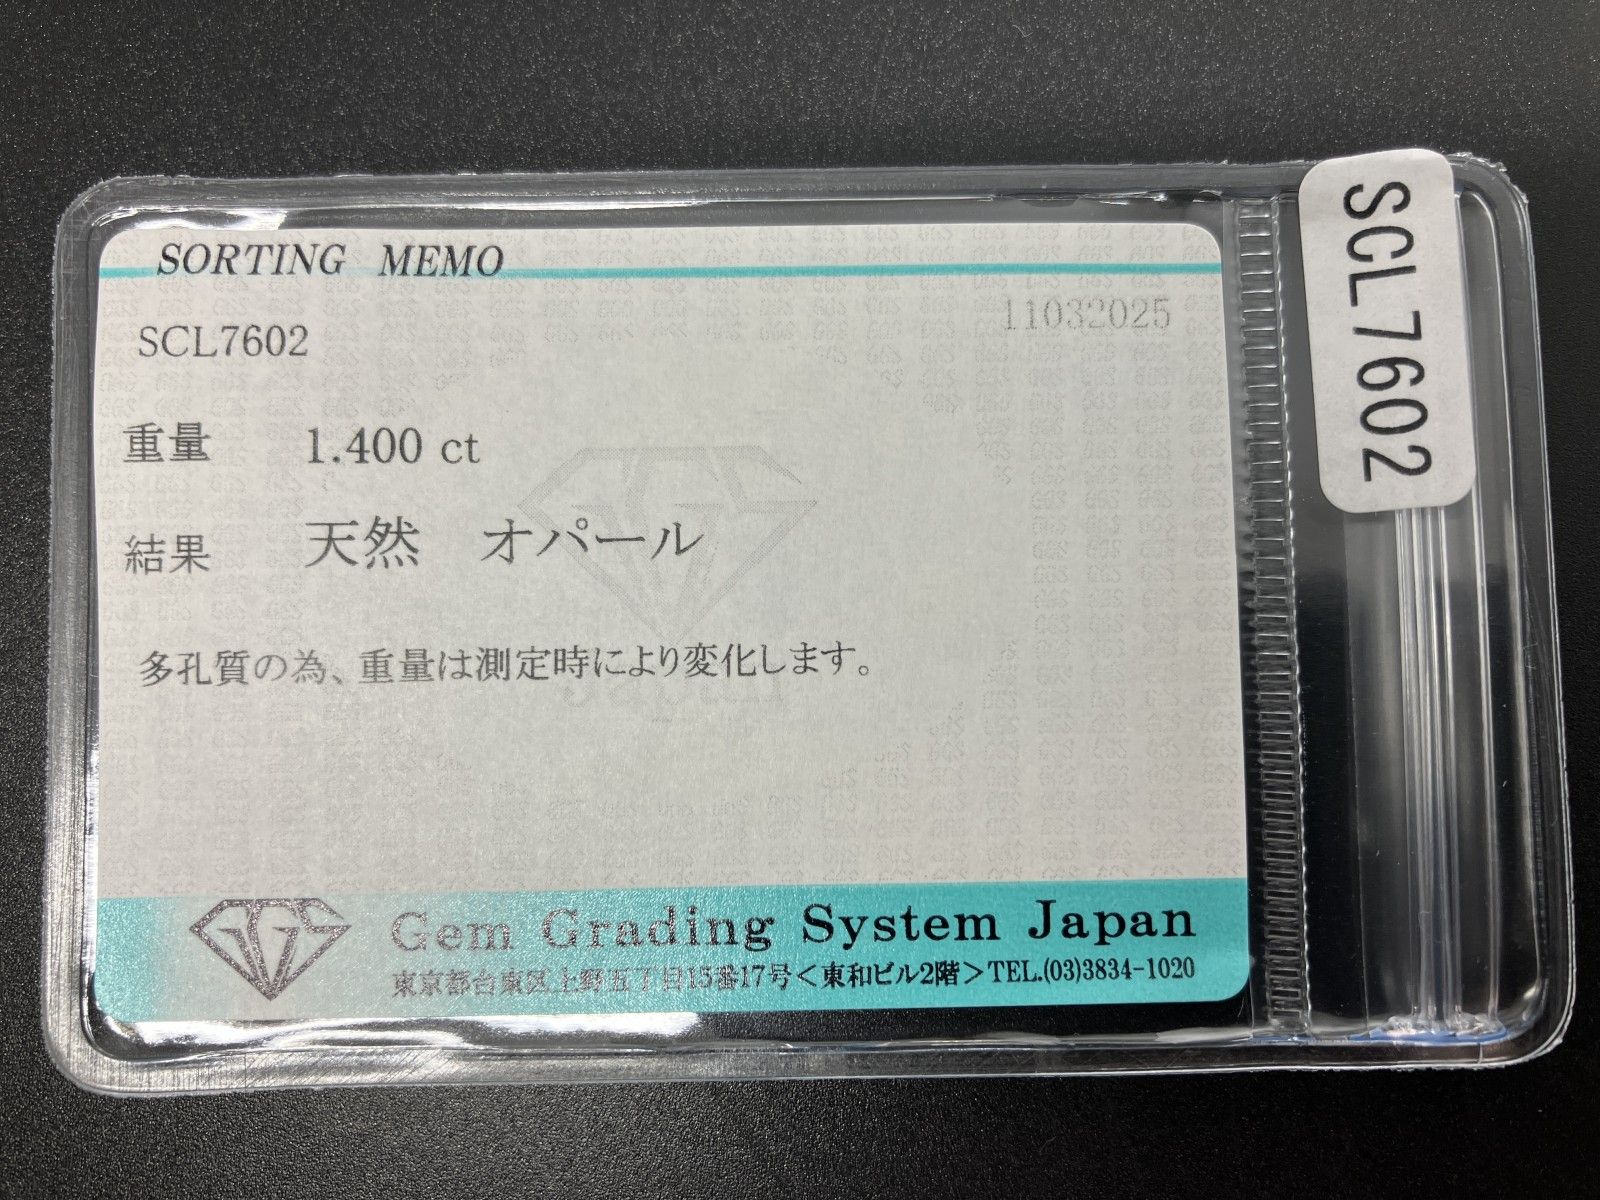 SORTING MEMO
11032025
SCL7602
重量 1.400 ct
結果 天然 オパール
多孔質の為、重量は測定時により変化します。
GGS Gem Grading System Japan
東京都台東区上野五丁目15番17号<東和ビル2階>TEL.(03)3834-1020
SCL7602